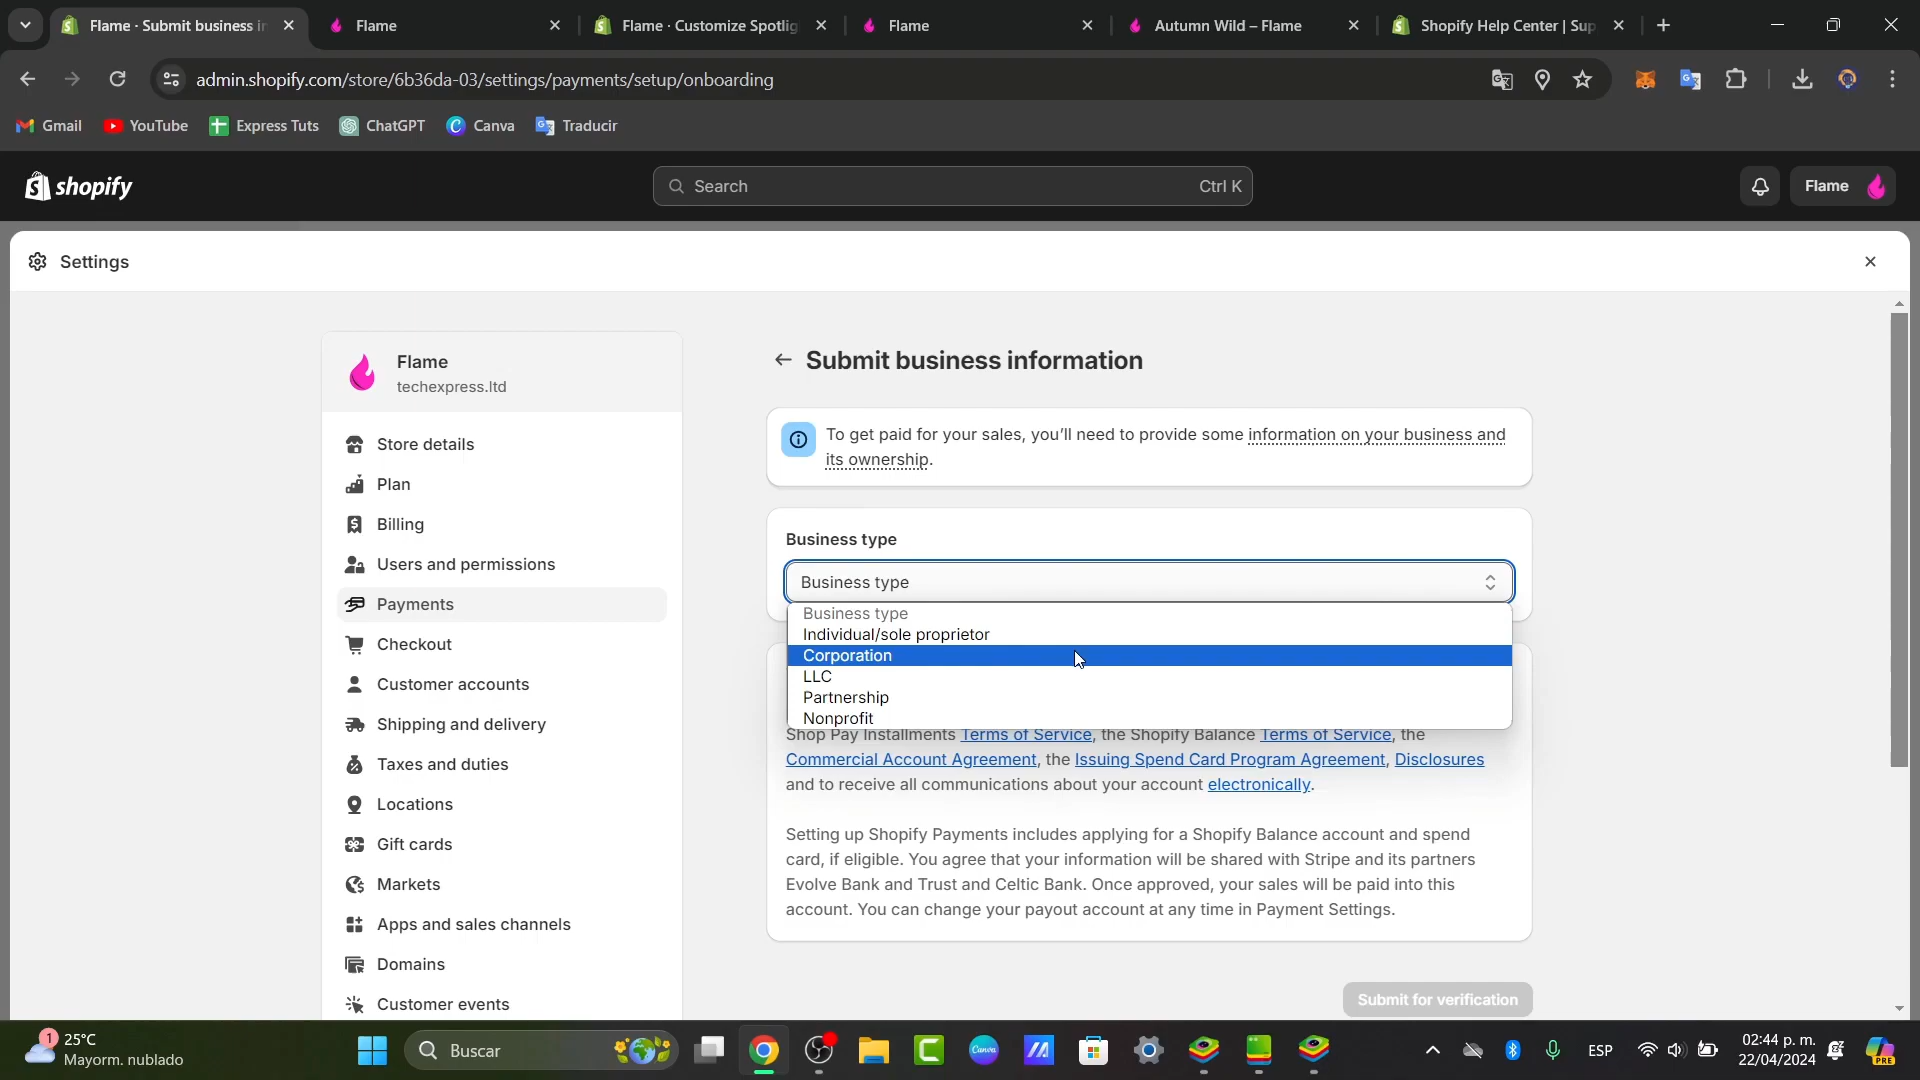 Flame · Submit business in
Flame
Flame · Customize Spotlig
Flame
Autumn Wild – Flame
Shopify Help Center | Sup
admin.shopify.com/store/6b36da-03/settings/payments/setup/onboarding
Gmail
YouTube
Express Tuts
ChatGPT
Canva
Traducir
shopify
Search
Ctrl K
Flame
Settings
Flame
techexpress.ltd
Store details
Plan
Billing
Users and permissions
Payments
Checkout
Customer accounts
Shipping and delivery
Taxes and duties
Locations
Gift cards
Markets
Apps and sales channels
Domains
Customer events
Submit business information
To get paid for your sales, you’ll need to provide some information on your business and
its ownership.
Business type
Business type
Business type
Individual/sole proprietor
Corporation
LLC
Partnership
Nonprofit
Shop Pay Installments Terms of Service, the Shopify Balance Terms of Service, the
Commercial Account Agreement, the Issuing Spend Card Program Agreement, Disclosures
and to receive all communications about your account electronically.
Setting up Shopify Payments includes applying for a Shopify Balance account and spend
card, if eligible. You agree that your information will be shared with Stripe and its partners
Evolve Bank and Trust and Celtic Bank. Once approved, your sales will be paid into this
account. You can change your payout account at any time in Payment Settings.
Submit for verification
1
25°C
Mayorm. nublado
Buscar
Canva
ESP
02:44 p. m.
22/04/2024
PRE